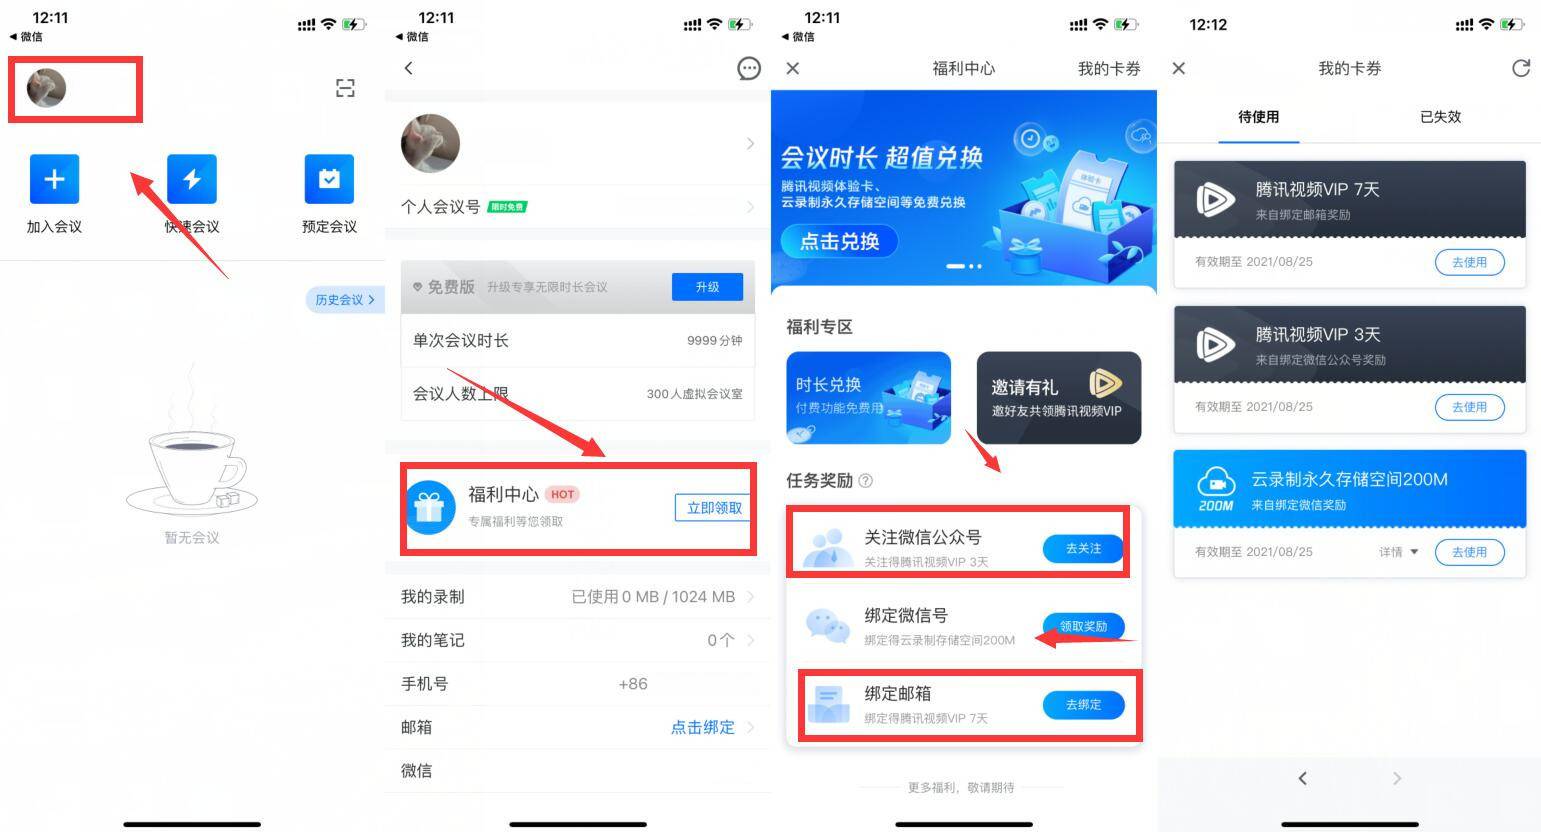 12:11
◀ 微信
加入会议
快速会议
预定会议
历史会议 >
暂无会议
12:11
◀ 微信
个人会议号 限时免费
免费版 升级专享无限时长会议 升级
单次会议时长 9999 分钟
会议人数上限 300人虚拟会议室
福利中心 HOT
专属福利等您领取
立即领取
我的录制 已使用 0 MB / 1024 MB
我的笔记 0个
手机号 +86
邮箱 点击绑定
微信
12:11
◀ 微信
福利中心 我的卡券
会议时长 超值兑换
腾讯视频体验卡、
云录制永久存储空间等免费兑换
点击兑换
体验卡
福利专区
时长兑换
付费功能免费用
邀请有礼
邀好友共领腾讯视频VIP
任务奖励
关注微信公众号
关注得腾讯视频VIP 3天
去关注
绑定微信号
绑定得云录制存储空间200M
领取奖励
绑定邮箱
绑定得腾讯视频VIP 7天
去绑定
更多福利，敬请期待
12:12
我的卡券
待使用 已失效
腾讯视频VIP 7天
来自绑定邮箱奖励
有效期至 2021/08/25 去使用
腾讯视频VIP 3天
来自绑定微信公众号奖励
有效期至 2021/08/25 去使用
200M
云录制永久存储空间200M
来自绑定微信奖励
有效期至 2021/08/25 详情 ▼ 去使用